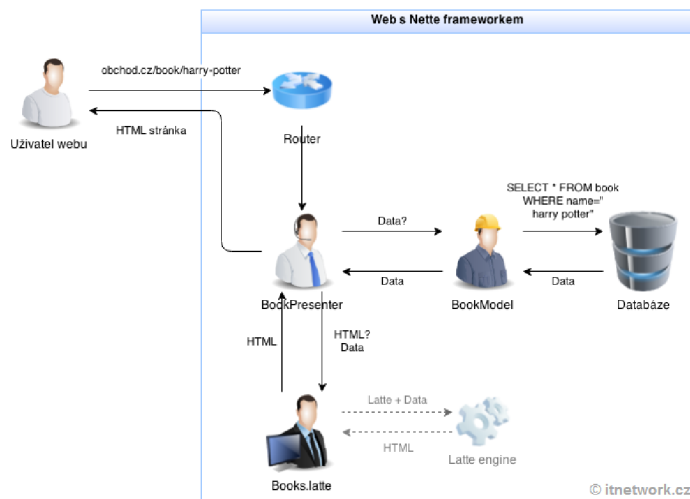 Web s Nette frameworkem
obchod.cz/book/harry-potter
HTML stránka
Uživatel webu
Router
SELECT * FROM book
WHERE name="
harry potter"
Data?
Data
Data
BookPresenter
BookModel
Databáze
HTML
HTML?
Data
Latte + Data
HTML
Latte engine
Books.latte
© itnetwork.cz